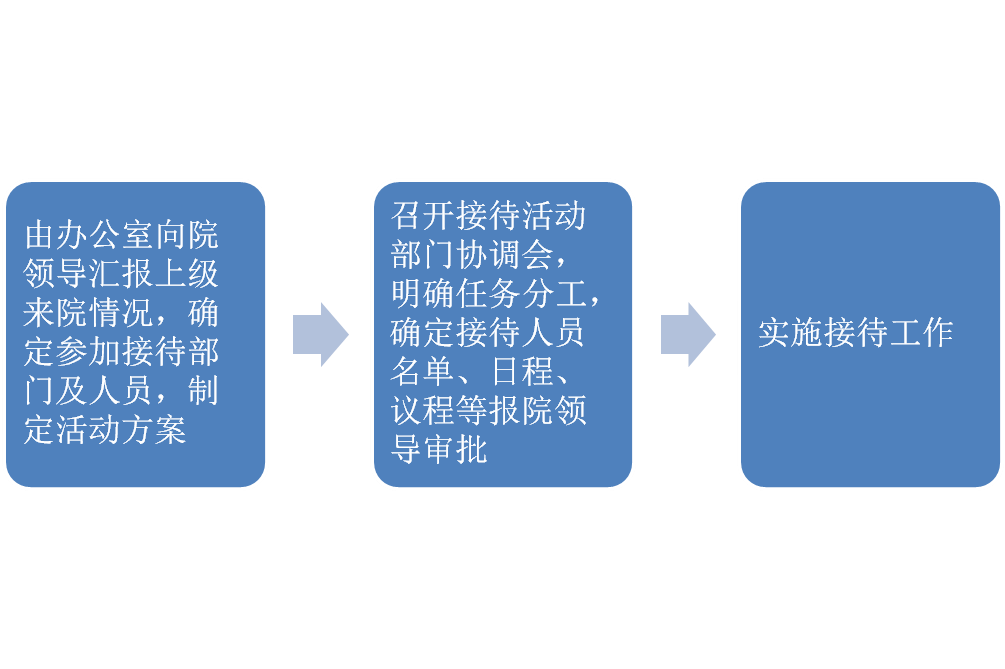 由办公室向院
领导汇报上级
来院情况，确
定参加接待部
门及人员，制
定活动方案
召开接待活动
部门协调会，
明确任务分工，
确定接待人员
名单、日程、
议程等报院领
导审批
实施接待工作